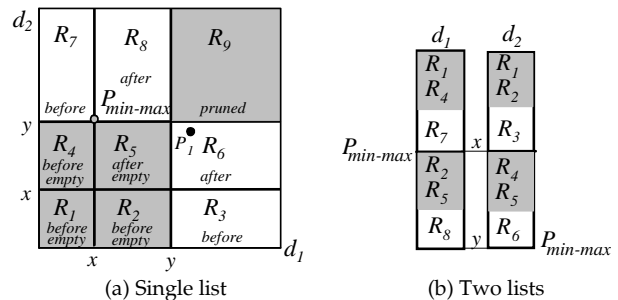 d2
R7
R8
R9
after
before
Pmin-max
pruned
y
R4
before
empty
R5
after
empty
P1
R6
after
x
R1
before
empty
R2
before
empty
R3
before
x
y
d1
(a) Single list
d1
d2
R1
R4
R1
R2
R7
R3
Pmin-max
x
R2
R5
R4
R5
R8
R6
y
Pmin-max
(b) Two lists